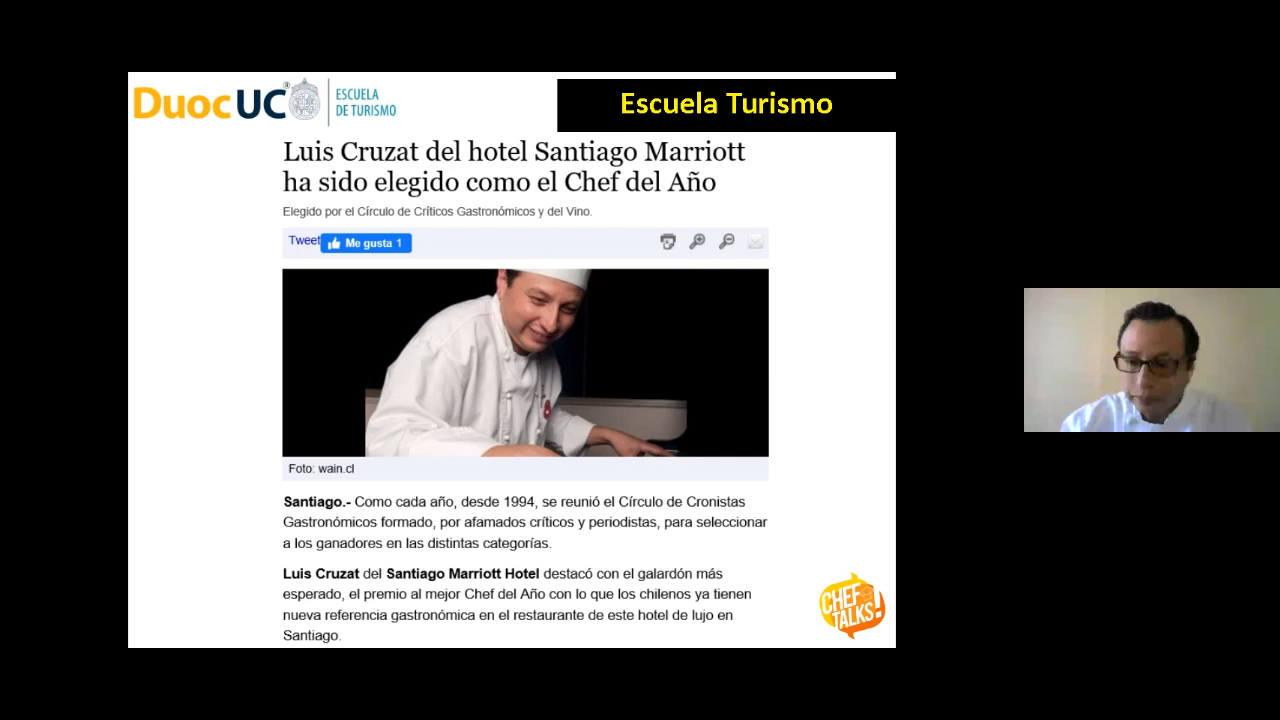 DuocUC®
ESCUELA
DE TURISMO
Escuela Turismo
Luis Cruzat del hotel Santiago Marriott
ha sido elegido como el Chef del Año
Elegido por el Círculo de Críticos Gastronómicos y del Vino.
Tweet Me gusta 1
Foto: wain.cl
Santiago.- Como cada año, desde 1994, se reunió el Círculo de Cronistas
Gastronómicos formado, por afamados críticos y periodistas, para seleccionar
a los ganadores en las distintas categorías.
Luis Cruzat del Santiago Marriott Hotel destacó con el galardón más
esperado, el premio al mejor Chef del Año con lo que los chilenos ya tienen
nueva referencia gastronómica en el restaurante de este hotel de lujo en
Santiago.
CHEF
TALKS!